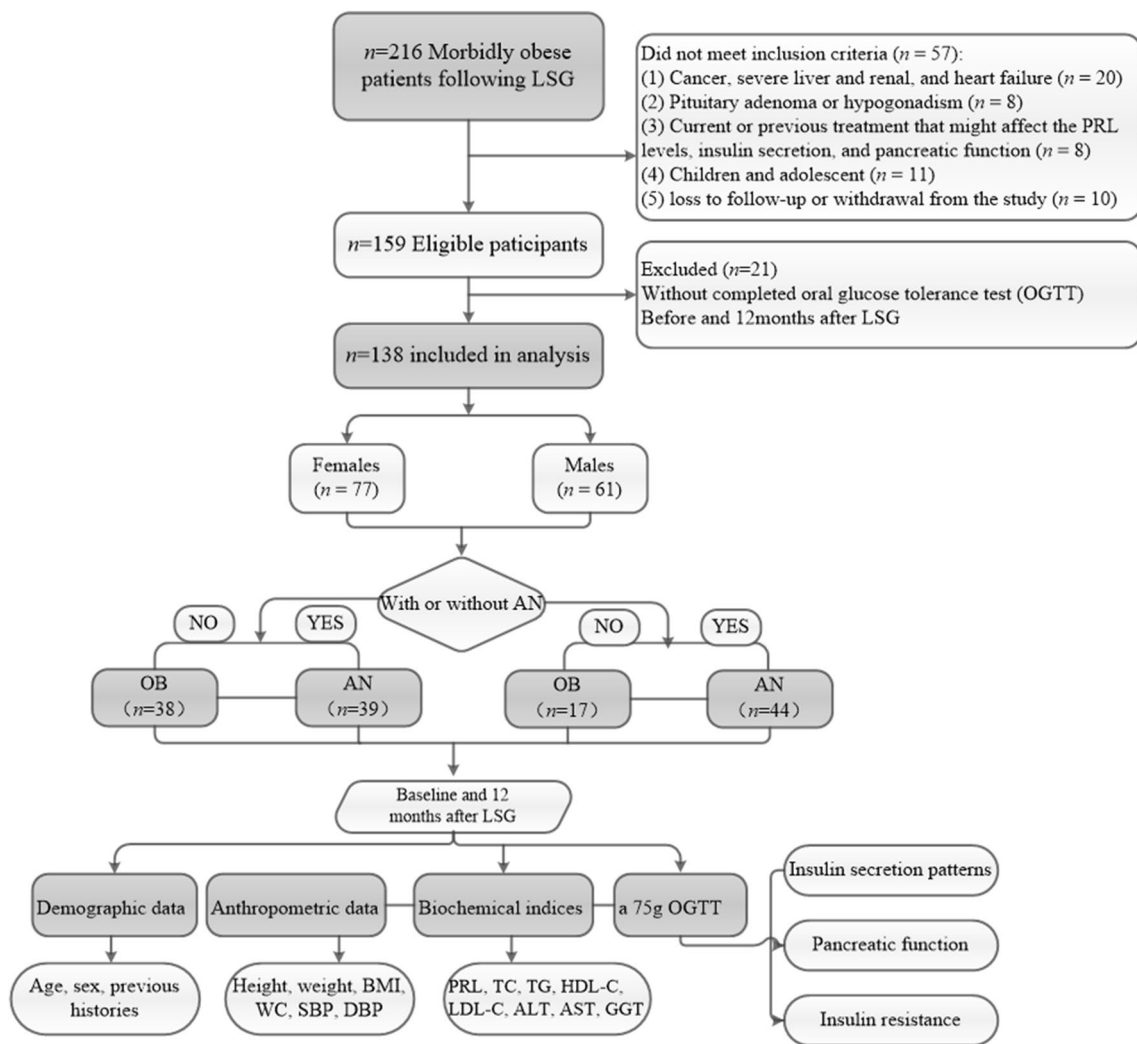 n=216 Morbidly obese
patients following LSG
Did not meet inclusion criteria (n = 57):
(1) Cancer, severe liver and renal, and heart failure (n = 20)
(2) Pituitary adenoma or hypogonadism (n = 8)
(3) Current or previous treatment that might affect the PRL
levels, insulin secretion, and pancreatic function (n = 8)
(4) Children and adolescent (n = 11)
(5) loss to follow-up or withdrawal from the study (n = 10)
n=159 Eligible paticipants
Excluded (n=21)
Without completed oral glucose tolerance test (OGTT)
Before and 12months after LSG
n=138 included in analysis
Females
(n = 77)
Males
(n = 61)
With or without AN
NO
YES
NO
YES
OB
（n=38）
AN
（n=39）
OB
（n=17）
AN
（n=44）
Baseline and 12
months after LSG
Demographic data
Anthropometric data
Biochemical indices
a 75g OGTT
Insulin secretion patterns
Pancreatic function
Insulin resistance
Age, sex, previous
histories
Height, weight, BMI,
WC, SBP, DBP
PRL, TC, TG, HDL-C,
LDL-C, ALT, AST, GGT